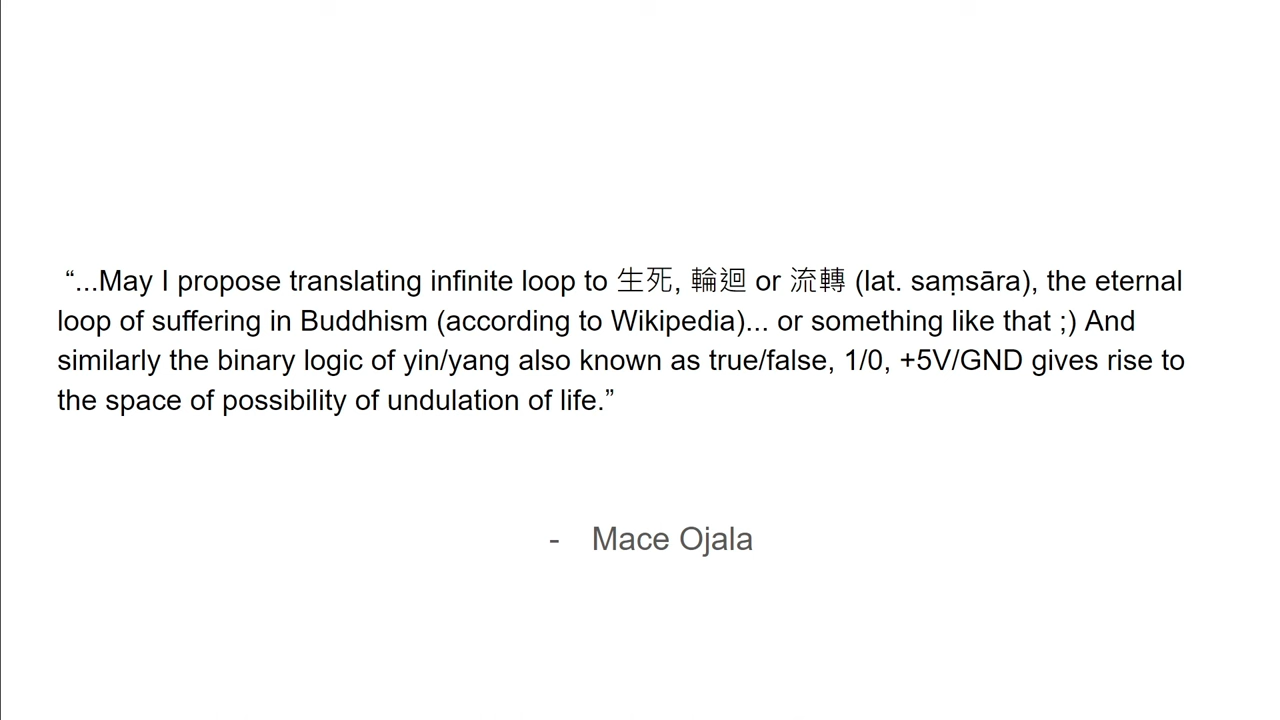 “...May I propose translating infinite loop to 生死, 輪迴 or 流轉 (lat. saṃsāra), the eternal
loop of suffering in Buddhism (according to Wikipedia)... or something like that ;) And
similarly the binary logic of yin/yang also known as true/false, 1/0, +5V/GND gives rise to
the space of possibility of undulation of life.”
- Mace Ojala